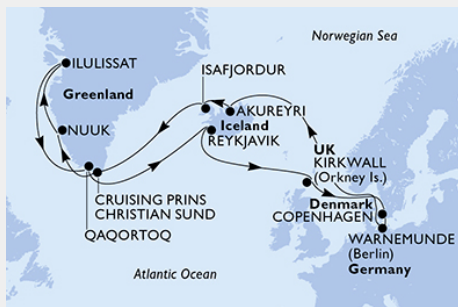 Norwegian Sea
ISAFJORDUR
ILULISSAT
Greenland
AKUREYRI
Iceland
REYKJAVIK
NUUK
UK
KIRKWALL
(Orkney Is.)
CRUISING PRINS
CHRISTIAN SUND
Denmark
COPENHAGEN
QAQORTOQ
WARNEMUNDE
(Berlin)
Germany
Atlantic Ocean